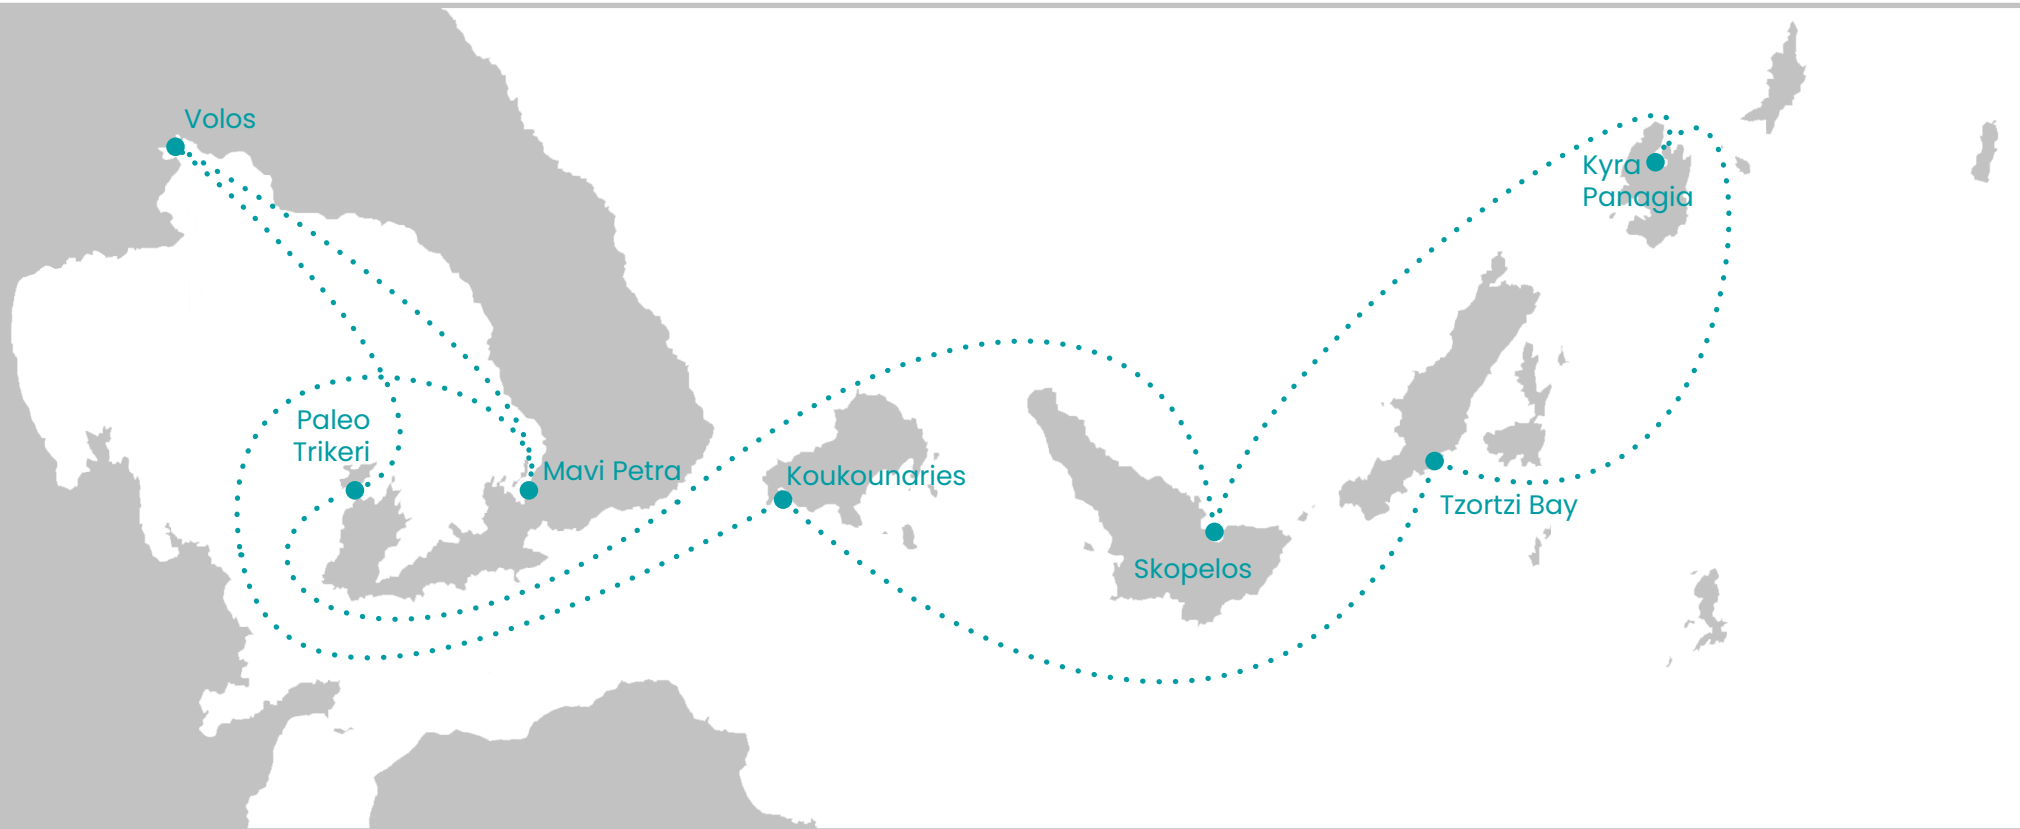 Volos
Kyra
Panagia
Paleo
Trikeri
Mavi Petra
Koukounaries
Tzortzi Bay
Skopelos